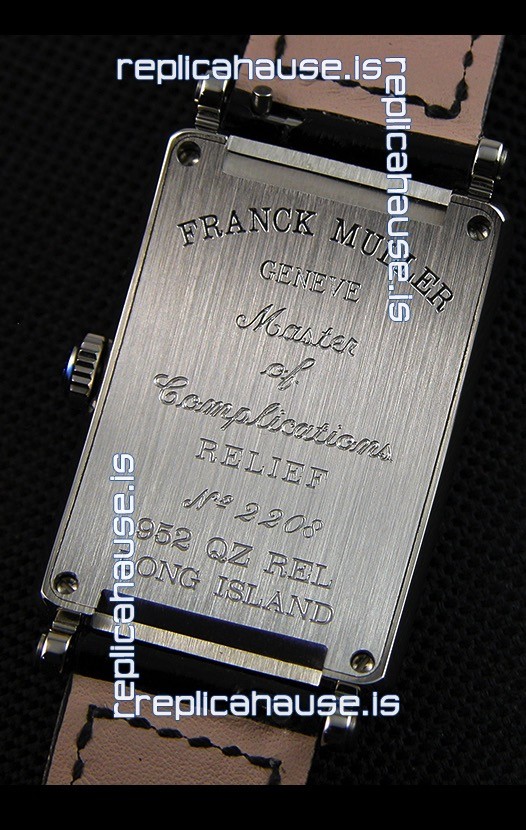 replicahause.is
replicahause.is
FRANCK MULLER
GENEVE
Master
of
Complications
RELIEF
Nº 2208
952 QZ REL
ONG ISLAND
replicahause.is
replicahause.is